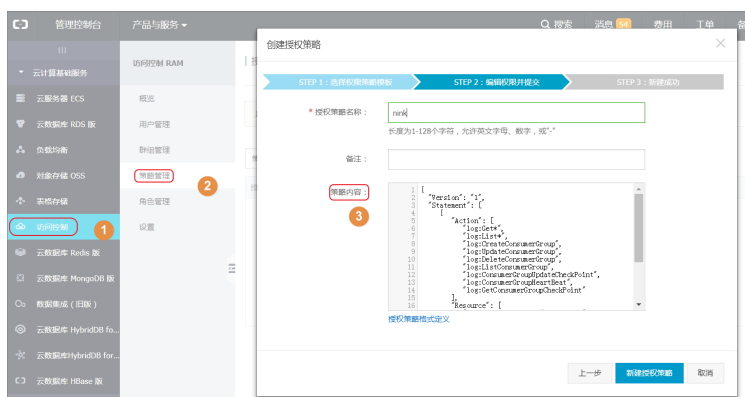 管理控制台
产品与服务
搜索
消息 54
费用
工单
备
云计算基础服务
云服务器 ECS
云数据库 RDS 版
负载均衡
对象存储 OSS
表格存储
访问控制
1
云数据库 Redis 版
云数据库 MongoDB 版
数据集成（旧版）
云数据库 HybridDB fo...
云数据库HybridDB for...
云数据库 HBase 版
访问控制 RAM
概览
用户管理
群组管理
策略管理
2
角色管理
设置
创建授权策略
STEP 1：选择权限策略模板
STEP 2：编辑权限并提交
STEP 3：新建成功
* 授权策略名称：
nink
长度为1-128个字符，允许英文字母、数字，或"-"
备注：
策略内容：
3
1 {
2 "Version": "1",
3 "Statement": [
4 {
5 "Action": [
6 "log:Get*",
7 "log:List*",
8 "log:CreateConsumerGroup",
9 "log:UpdateConsumerGroup",
10 "log:DeleteConsumerGroup",
11 "log:ListConsumerGroup",
12 "log:ConsumerGroupUpdateCheckPoint",
13 "log:ConsumerGroupHeartBeat",
14 "log:GetConsumerGroupCheckPoint"
15 ],
16 "Resource": [
授权策略格式定义
上一步
新建授权策略
取消